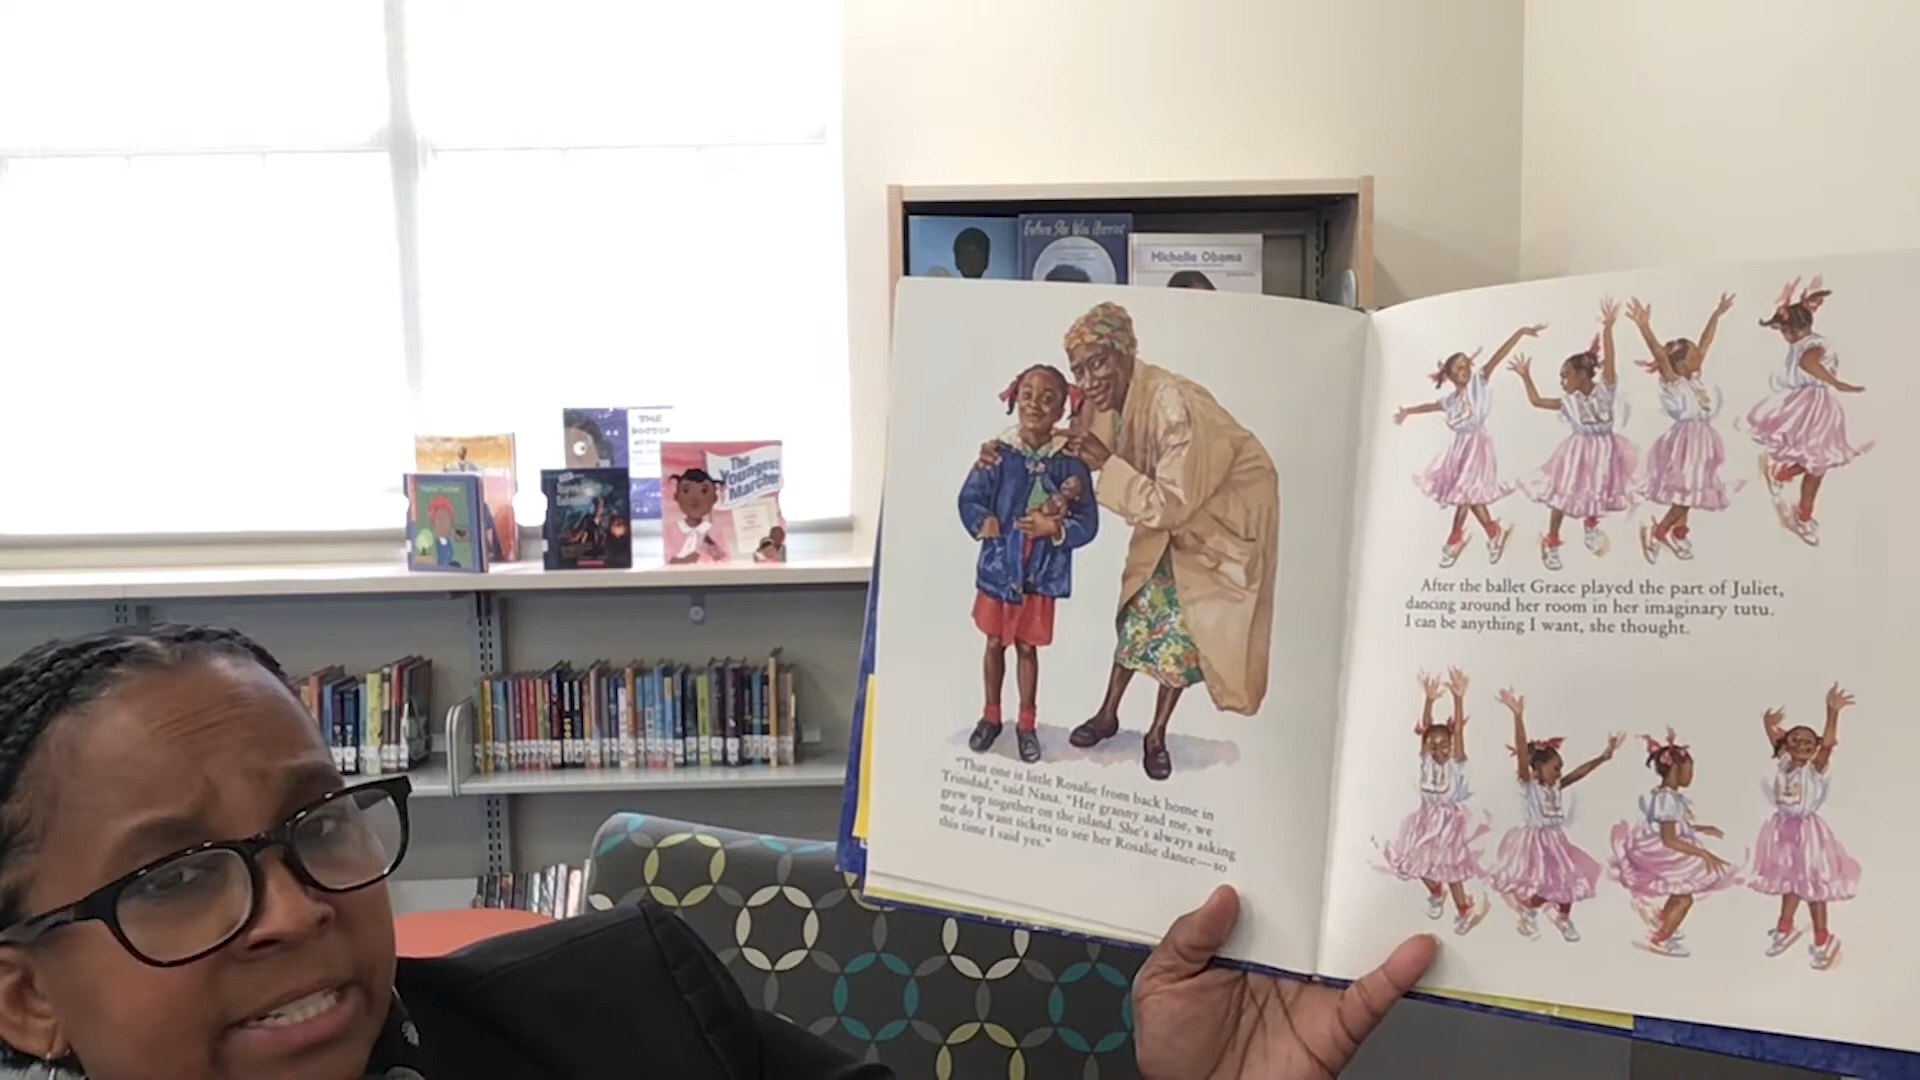 Michelle Obama
THE
DOCTOR
The
Youngest
Marcher
"That one is little Rosalie from back home in
Trinidad," said Nana. "Her granny and me, we
grew up together on the island. She's always asking
me do I want tickets to see her Rosalie dance—so
this time I said yes."
After the ballet Grace played the part of Juliet,
dancing around her room in her imaginary tutu.
I can be anything I want, she thought.